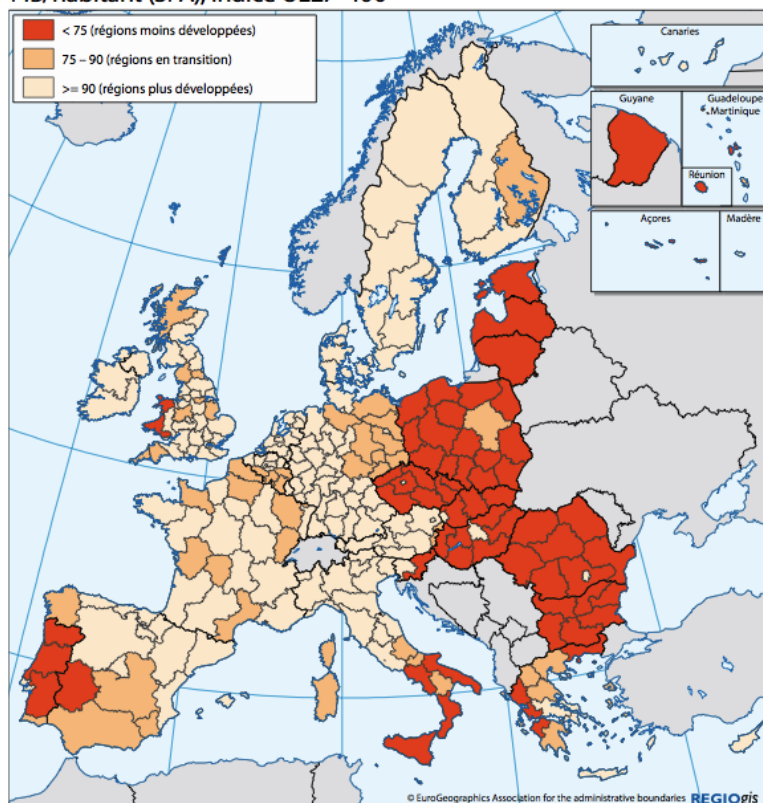 < 75 (régions moins développées)
75 – 90 (régions en transition)
>= 90 (régions plus développées)
Canaries
Guyane
Guadeloupe
Martinique
Réunion
Açores
Madère
© EuroGeographics Association for the administrative boundaries REGIOgis